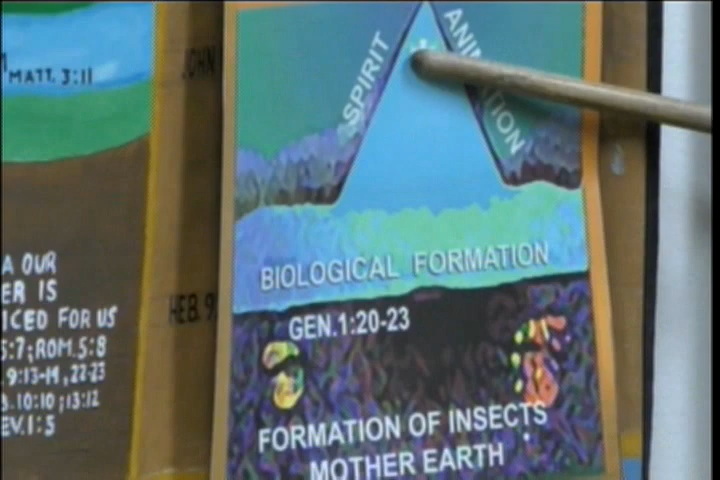 MATT. 3:11
A OUR
ER IS
ICED FOR US
5:7; ROM. 5:8
. 9:13-14, 22-23
. 10:10 ; 13:12
EV. 1:5
JOHN
HEB. 9
SPIRIT
BIOLOGICAL FORMATION
GEN.1:20-23
FORMATION OF INSECTS
MOTHER EARTH